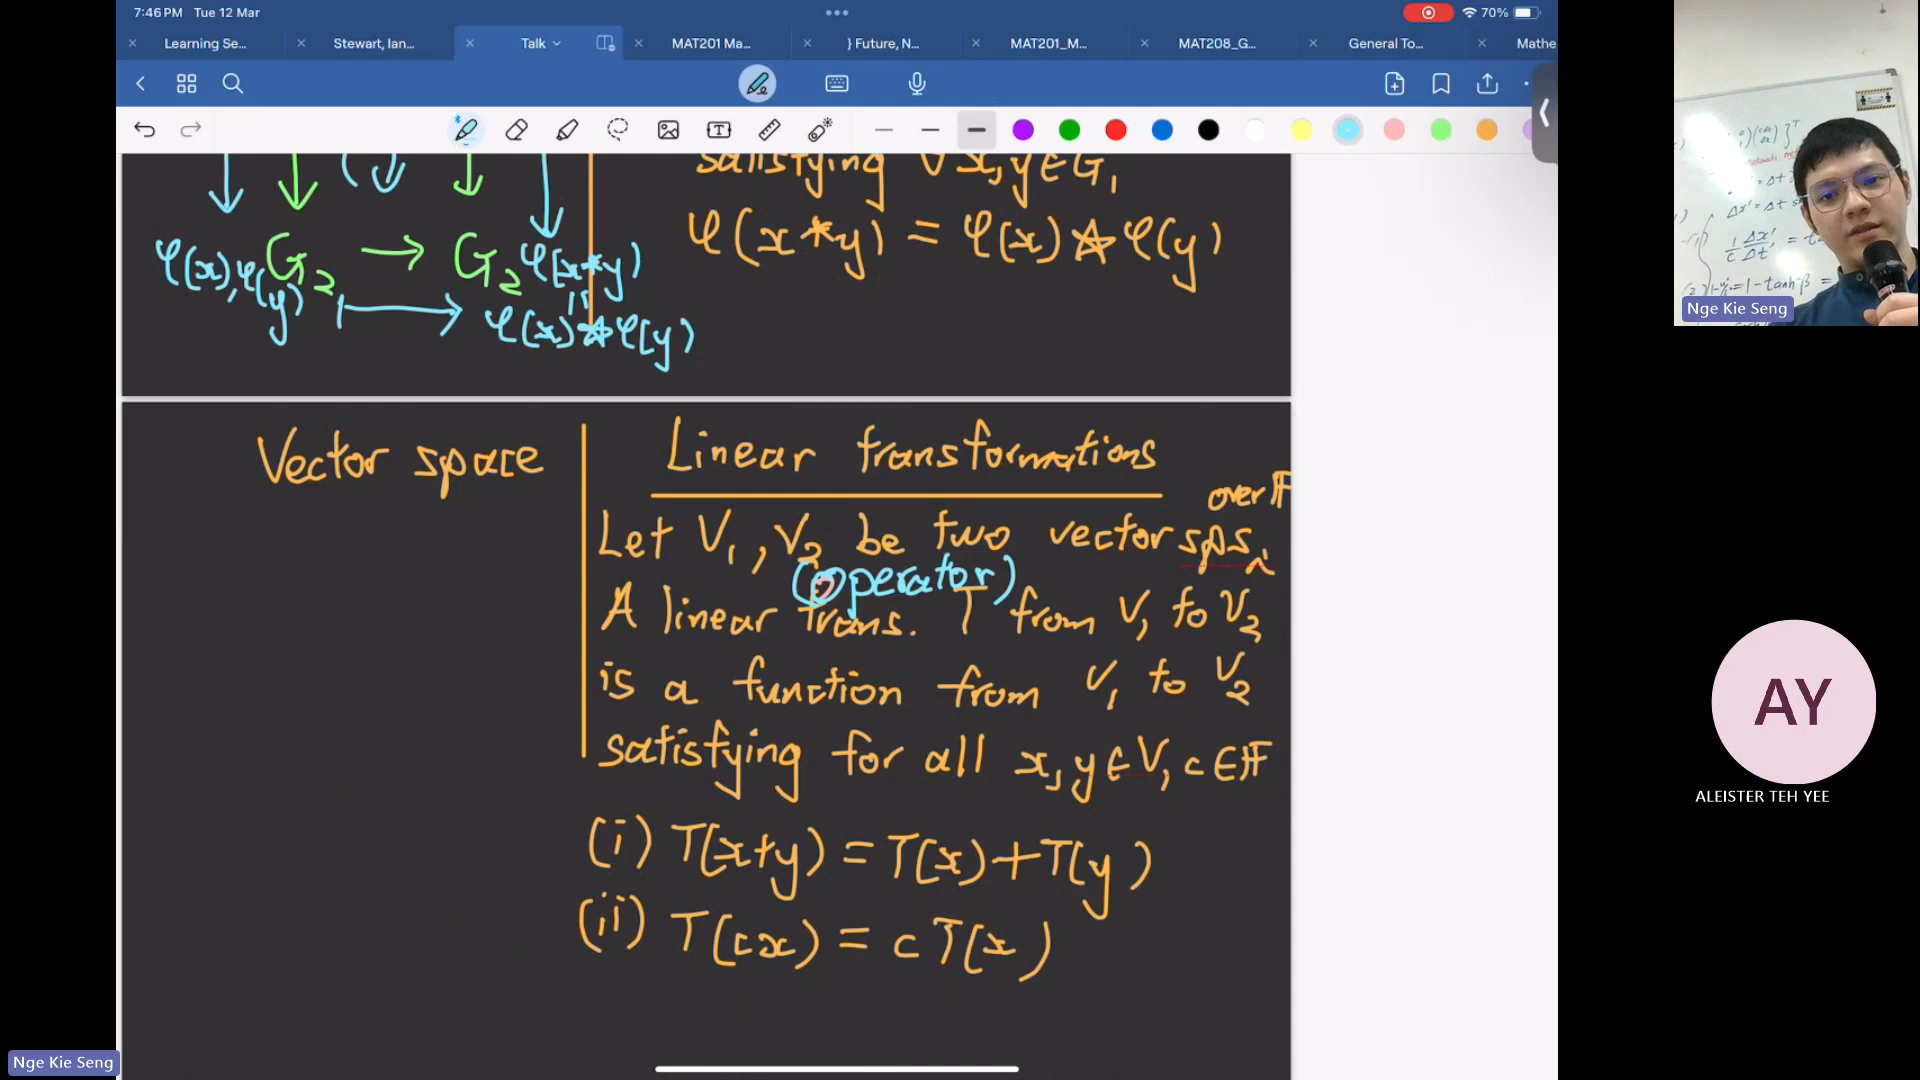 7:46 PM Tue 12 Mar
70%
Learning Se...
Stewart, Ian...
Talk
MAT201 Ma...
} Future, N...
MAT201_M...
MAT208_G...
General To...
Mathe
satisfying ∀ x, y ∈ G₁
φ(x * y) = φ(x) ☆ φ(y)
G₂ → G₂
φ(x), φ(y)
φ(x * y)
=
φ(x) ☆ φ(y)
Vector space
Linear transformations
Let V₁, V₂ be two vector sps over F
(operator)
A linear trans. T from V₁ to V₂
is a function from V₁ to V₂
satisfying for all x, y ∈ V₁ c ∈ F
(i) T(x+y) = T(x) + T(y)
(ii) T(cx) = c T(x)
Nge Kie Seng
AY
ALEISTER TEH YEE
Nge Kie Seng